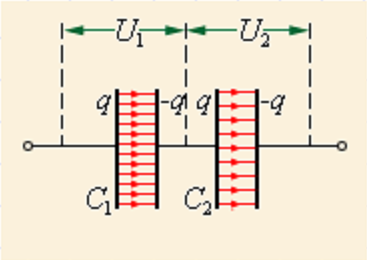 U₁ U₂
q -q q -q
C₁ C₂